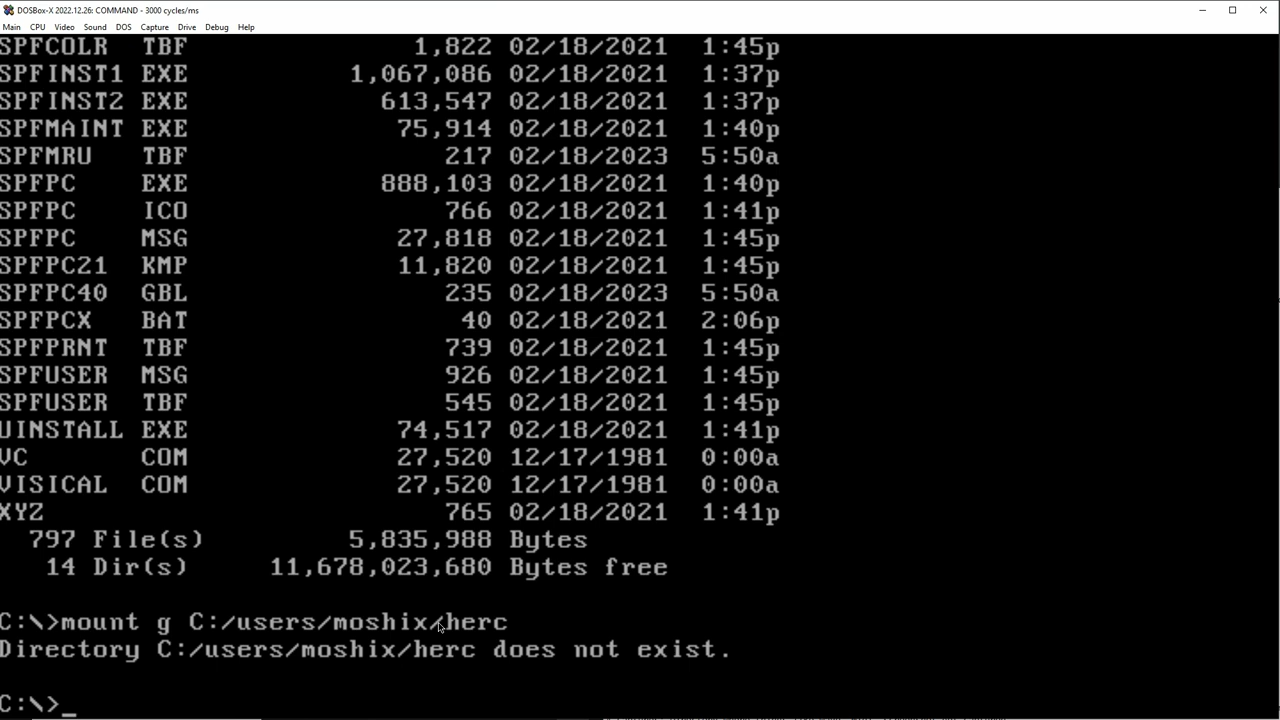 DOSBox-X 2022.12.26: COMMAND - 3000 cycles/ms
Main CPU Video Sound DOS Capture Drive Debug Help
SPFCOLR TBF 1,822 02/18/2021 1:45p
SPFINST1 EXE 1,067,086 02/18/2021 1:37p
SPFINST2 EXE 613,547 02/18/2021 1:37p
SPFMAINT EXE 75,914 02/18/2021 1:40p
SPFMRU TBF 217 02/18/2023 5:50a
SPFPC EXE 888,103 02/18/2021 1:40p
SPFPC ICO 766 02/18/2021 1:41p
SPFPC MSG 27,818 02/18/2021 1:45p
SPFPC21 KMP 11,820 02/18/2021 1:45p
SPFPC40 GBL 235 02/18/2023 5:50a
SPFPCX BAT 40 02/18/2021 2:06p
SPFPRNT TBF 739 02/18/2021 1:45p
SPFUSER MSG 926 02/18/2021 1:45p
SPFUSER TBF 545 02/18/2021 1:45p
UINSTALL EXE 74,517 02/18/2021 1:41p
VC COM 27,520 12/17/1981 0:00a
VISICAL COM 27,520 12/17/1981 0:00a
XYZ 765 02/18/2021 1:41p
797 File(s) 5,835,988 Bytes
14 Dir(s) 11,678,023,680 Bytes free
C:\>mount g C:/users/moshix/herc
Directory C:/users/moshix/herc does not exist.
C:\>_